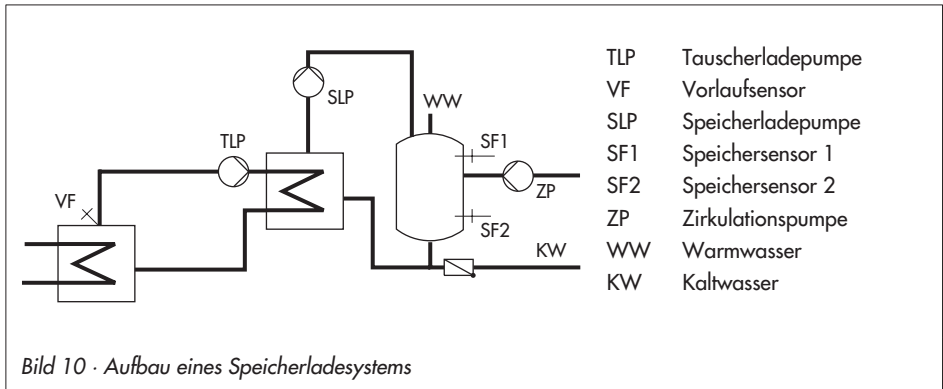 WW
SLP
SF1
TLP
ZP
VF
SF2
KW
TLP Tauscherladepumpe
VF Vorlaufsensor
SLP Speicherladepumpe
SF1 Speichersensor 1
SF2 Speichersensor 2
ZP Zirkulationspumpe
WW Warmwasser
KW Kaltwasser
Bild 10 · Aufbau eines Speicherladesystems